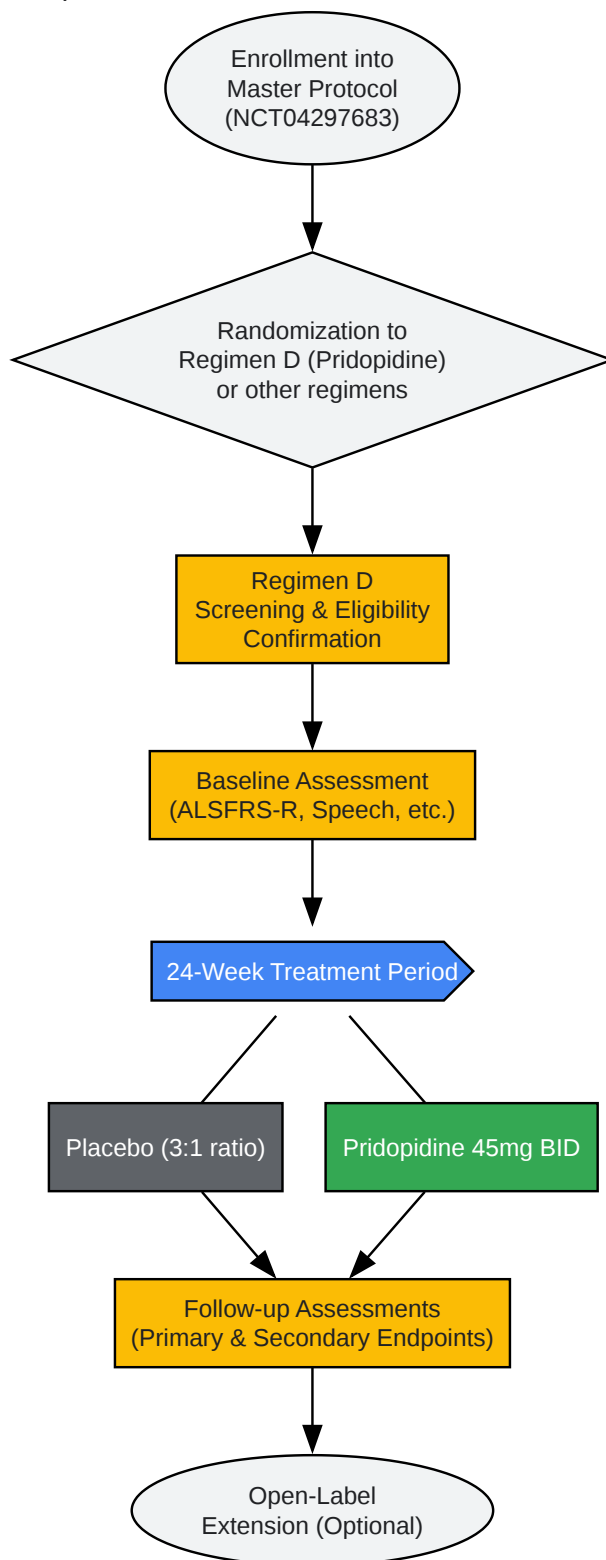 Enrollment into
Master Protocol
(NCT04297683)
Randomization to
Regimen D (Pridopidine)
or other regimens
Regimen D
Screening & Eligibility
Confirmation
Baseline Assessment
(ALSFRS-R, Speech, etc.)
24-Week Treatment Period
Placebo (3:1 ratio)
Pridopidine 45mg BID
Follow-up Assessments
(Primary & Secondary Endpoints)
Open-Label
Extension (Optional)